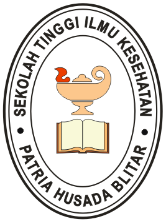 • SEKOLAH TINGGI ILMU KESEHATAN •
PATRIA HUSADA BLITAR